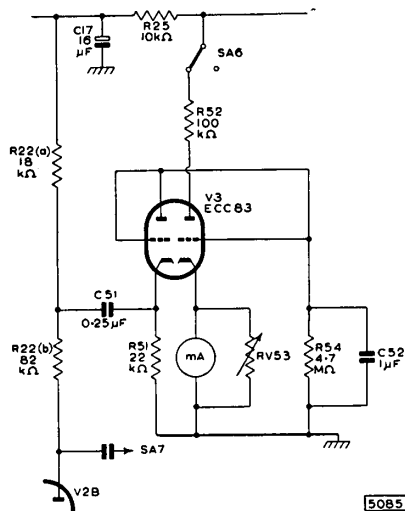 C17
16
μF
R25
10kΩ
SA6
R52
100
kΩ
R22(a)
18
kΩ
V3
ECC83
C51
0·25μF
R22(b)
82
kΩ
R51
22
kΩ
mA
RV53
R54
4·7
MΩ
C52
1μF
SA7
V2B
5085